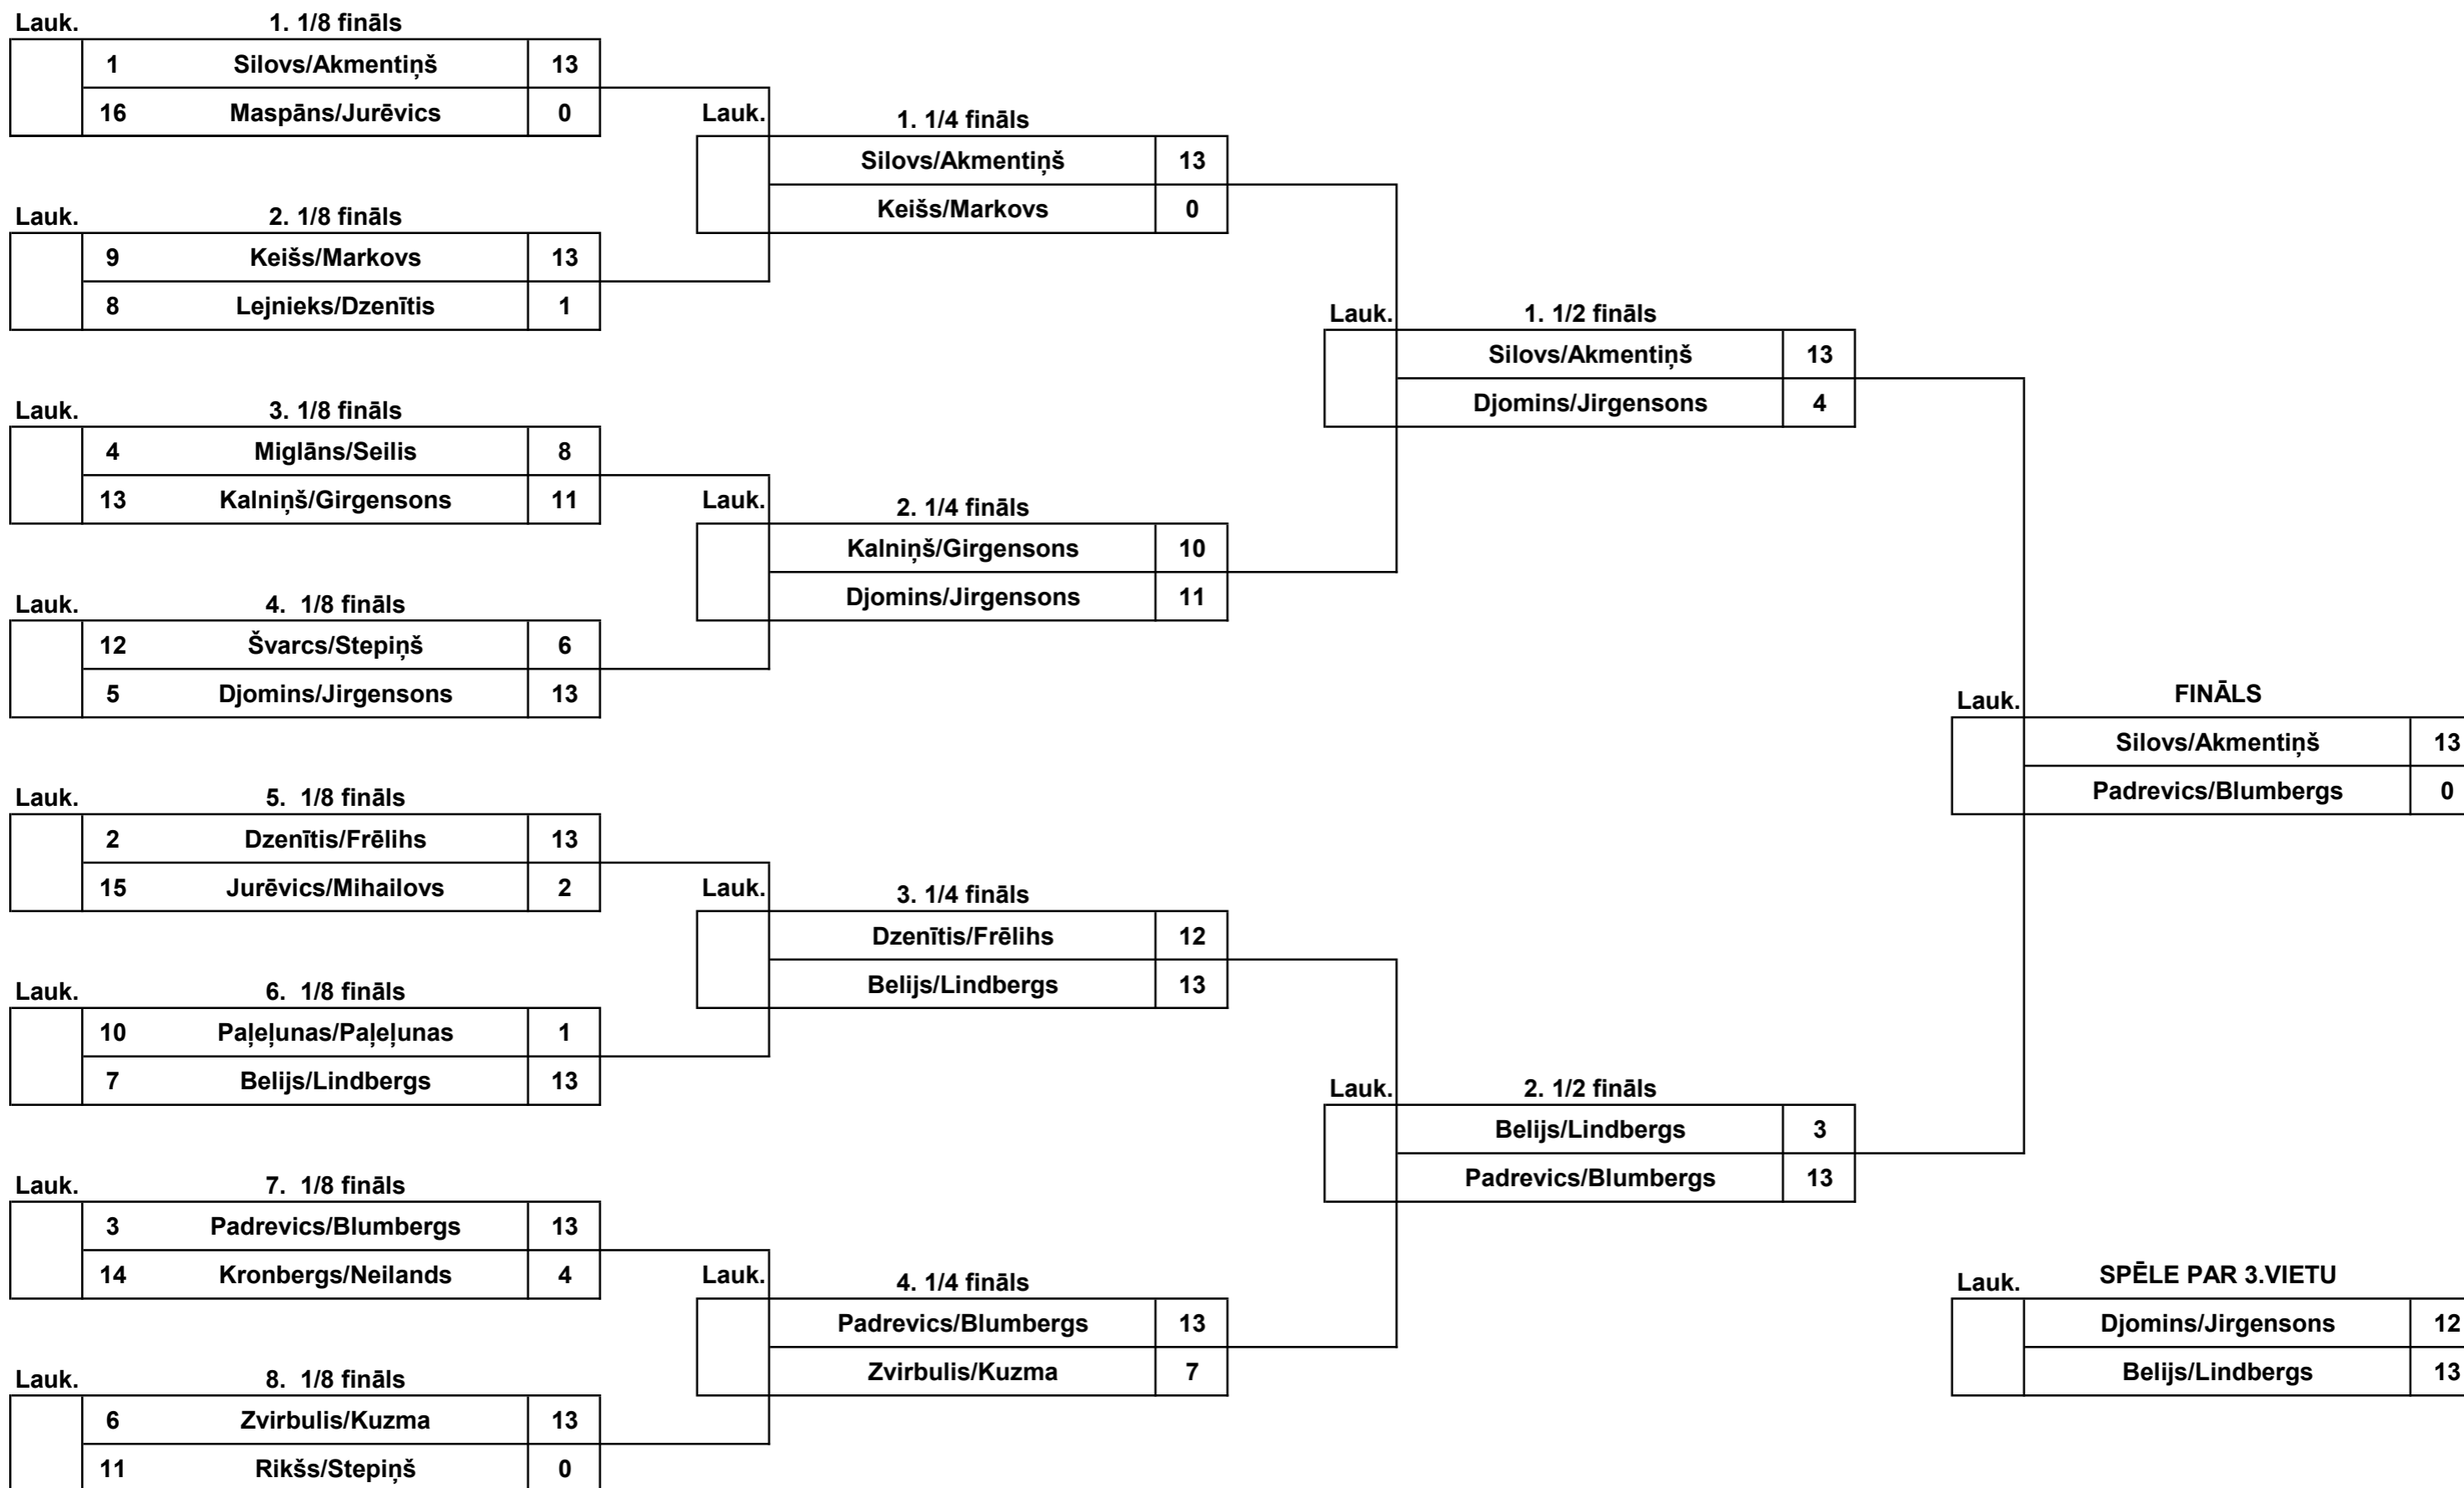 Lauk. 1. 1/8 fināls
1 Silovs/Akmentiņš 13
16 Maspāns/Jurēvics 0
Lauk. 2. 1/8 fināls
9 Keišs/Markovs 13
8 Lejnieks/Dzenītis 1
Lauk. 3. 1/8 fināls
4 Miglāns/Seilis 8
13 Kalniņš/Girgensons 11
Lauk. 4. 1/8 fināls
12 Švarcs/Stepiņš 6
5 Djomins/Jirgensons 13
Lauk. 5. 1/8 fināls
2 Dzenītis/Frēlihs 13
15 Jurēvics/Mihailovs 2
Lauk. 6. 1/8 fināls
10 Paļeļunas/Paļeļunas 1
7 Belijs/Lindbergs 13
Lauk. 7. 1/8 fināls
3 Padrevics/Blumbergs 13
14 Kronbergs/Neilands 4
Lauk. 8. 1/8 fināls
6 Zvirbulis/Kuzma 13
11 Rikšs/Stepiņš 0
Lauk. 1. 1/4 fināls
Silovs/Akmentiņš 13
Keišs/Markovs 0
Lauk. 2. 1/4 fināls
Kalniņš/Girgensons 10
Djomins/Jirgensons 11
Lauk. 3. 1/4 fināls
Dzenītis/Frēlihs 12
Belijs/Lindbergs 13
Lauk. 4. 1/4 fināls
Padrevics/Blumbergs 13
Zvirbulis/Kuzma 7
Lauk. 1. 1/2 fināls
Silovs/Akmentiņš 13
Djomins/Jirgensons 4
Lauk. 2. 1/2 fināls
Belijs/Lindbergs 3
Padrevics/Blumbergs 13
Lauk. FINĀLS
Silovs/Akmentiņš 13
Padrevics/Blumbergs 0
Lauk. SPĒLE PAR 3.VIETU
Djomins/Jirgensons 12
Belijs/Lindbergs 13